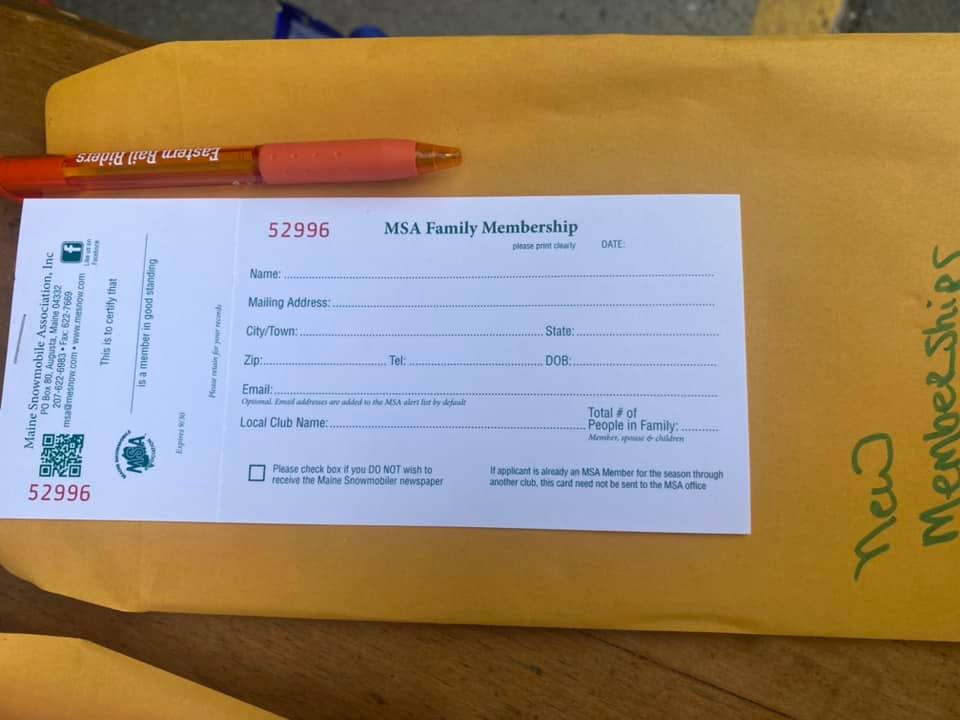 Eastern Rail Riders
Maine Snowmobile Association, Inc
PO Box 80, Augusta, Maine 04332
207-622-6983 • Fax: 622-7669
msa@mesnow.com • www.mesnow.com
f
Like us on
Facebook
This is to certify that
is a member in good standing
MSA
Expires 9/30
52996
Please retain for your records
52996
MSA Family Membership
please print clearly DATE:
Name:
Mailing Address:
City/Town: State:
Zip: Tel: DOB:
Email:
Optional. Email addresses are added to the MSA alert list by default
Local Club Name: Total # of
People in Family:
Member, spouse & children
Please check box if you DO NOT wish to
receive the Maine Snowmobiler newspaper
If applicant is already an MSA Member for the season through
another club, this card need not be sent to the MSA office
New
Memberships